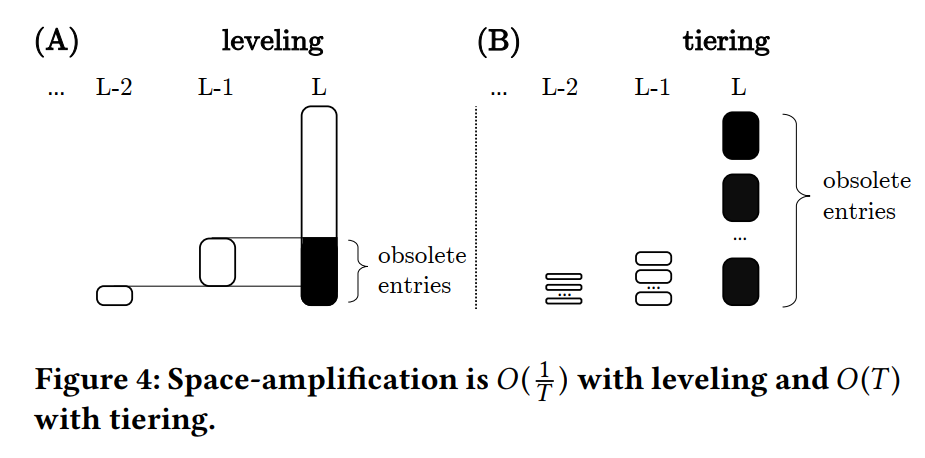 (A) leveling
... L-2 L-1 L
obsolete
entries
(B) tiering
... L-2 L-1 L
...
...
...
obsolete
entries
Figure 4: Space-amplification is O(1/T) with leveling and O(T)
with tiering.